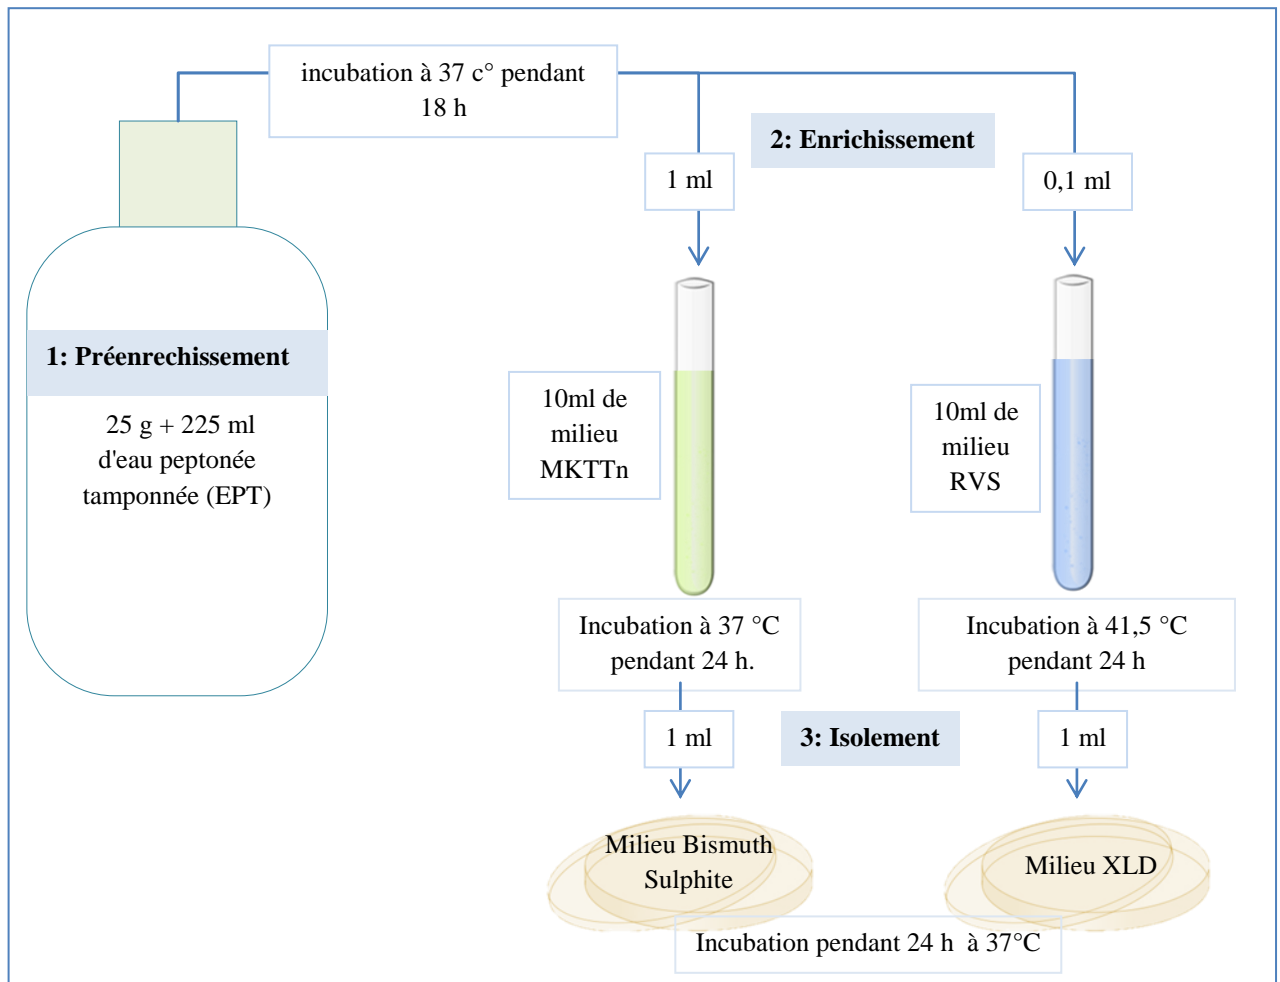 incubation à 37 c° pendant
18 h
2: Enrichissement
1 ml
0,1 ml
1: Préenrechissement
25 g + 225 ml
d'eau peptonée
tamponnée (EPT)
10ml de
milieu
MKTTn
10ml de
milieu
RVS
Incubation à 37 °C
pendant 24 h.
Incubation à 41,5 °C
pendant 24 h
1 ml
3: Isolement
1 ml
Milieu Bismuth
Sulphite
Milieu XLD
Incubation pendant 24 h  à 37°C